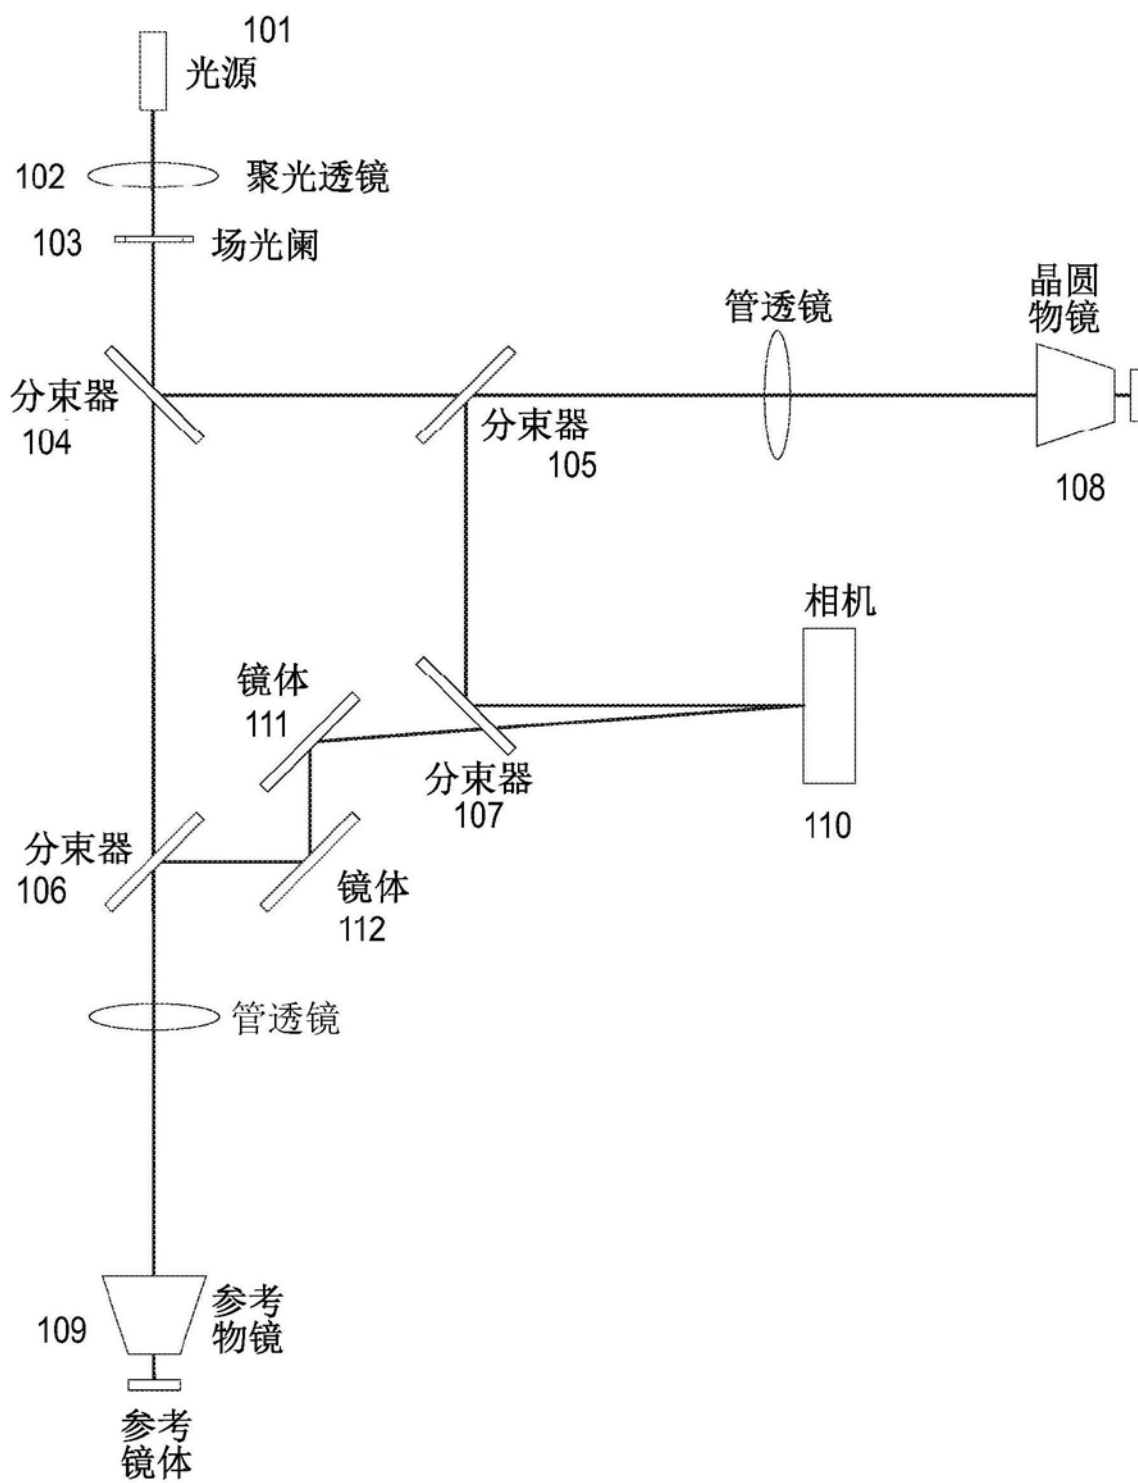 101
光源
102
聚光透镜
103
场光阑
晶圆
物镜
管透镜
分束器
104
分束器
105
108
相机
镜体
111
分束器
107
110
分束器
106
镜体
112
管透镜
109
参考
物镜
参考
镜体